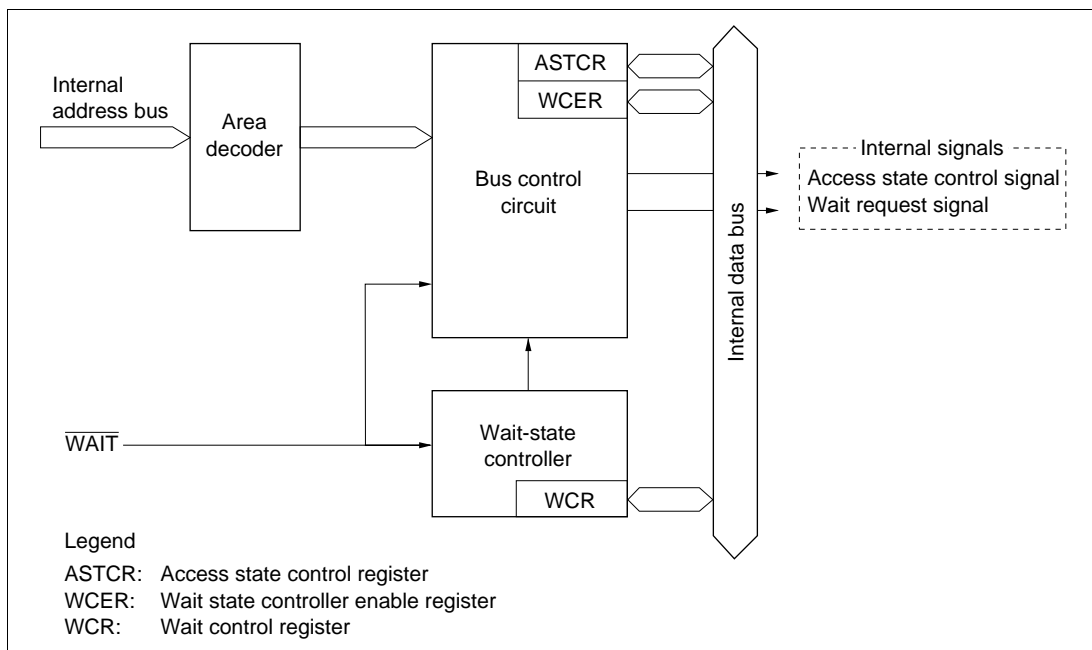 Internal
address bus
Area
decoder
ASTCR
WCER
Bus control
circuit
Internal data bus
Internal signals
Access state control signal
Wait request signal
WAIT
Wait-state
controller
WCR
Legend
ASTCR: Access state control register
WCER: Wait state controller enable register
WCR: Wait control register